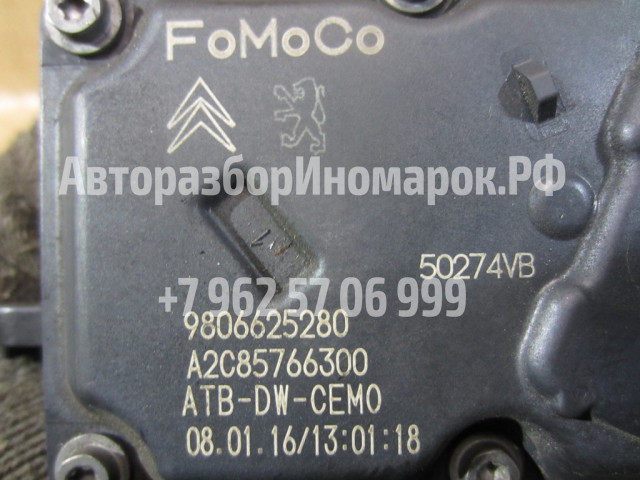 FoMoCo
АвторазборИномарок.РФ
50274VB
+7 962 57 06 999
9806625280
A2C85766300
ATB-DW-CEM0
08.01.16/13:01:18